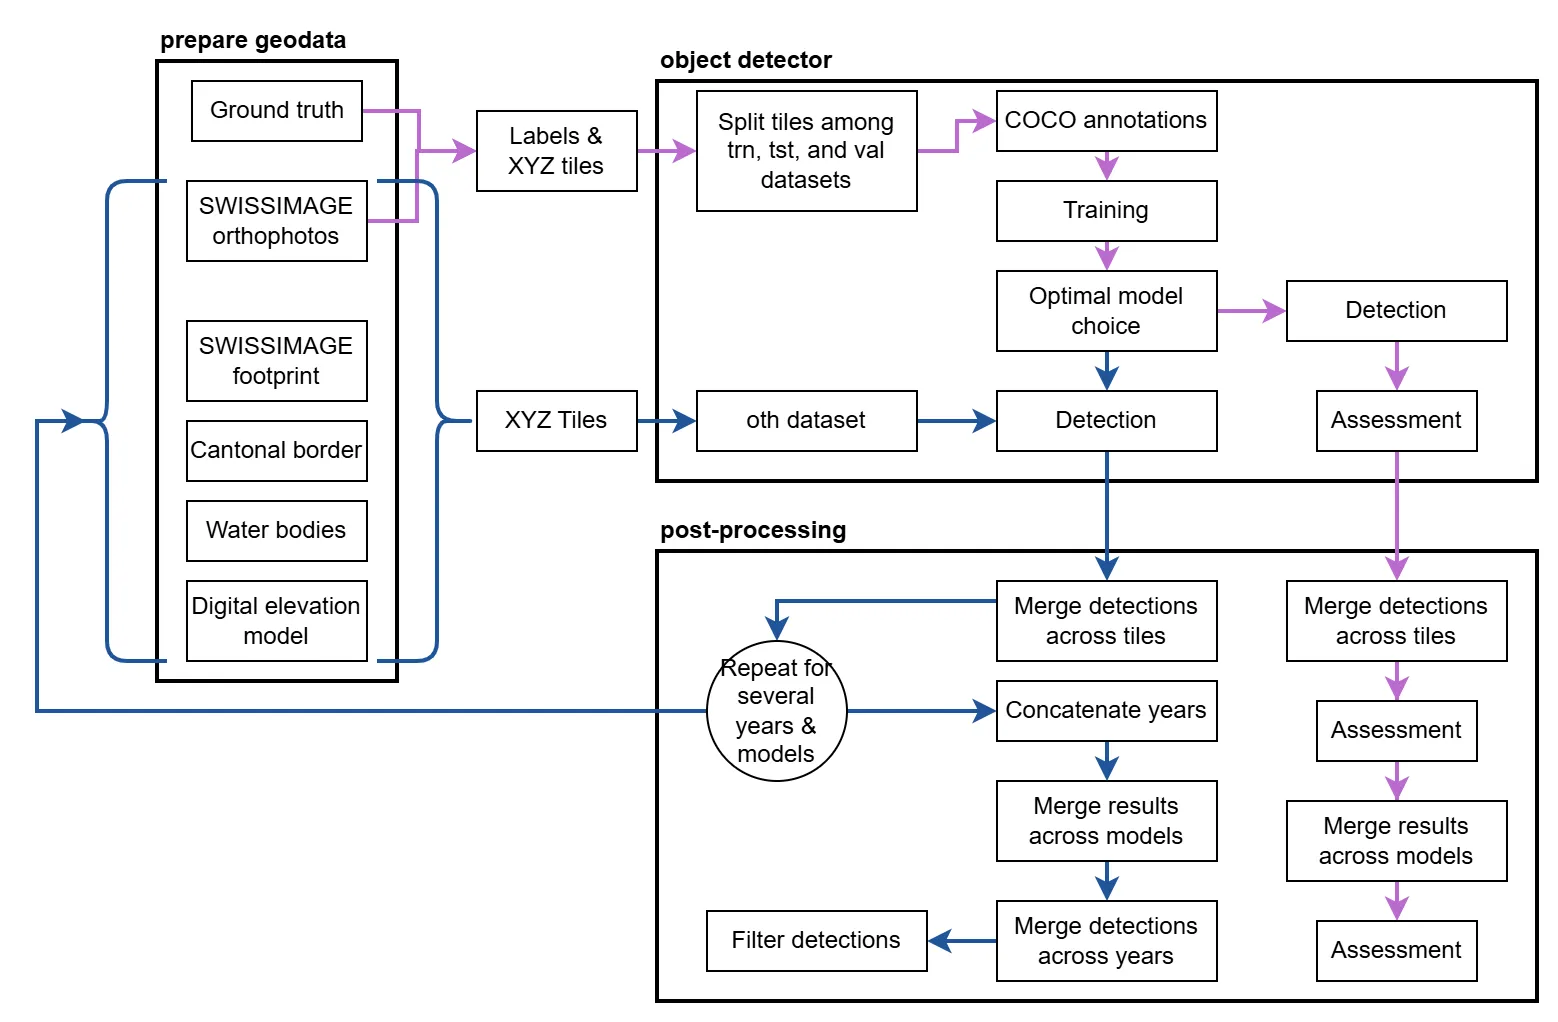 prepare geodata
Ground truth
SWISSIMAGE
orthophotos
SWISSIMAGE
footprint
Cantonal border
Water bodies
Digital elevation
model
Labels &
XYZ tiles
XYZ Tiles
object detector
Split tiles among
trn, tst, and val
datasets
COCO annotations
Training
Optimal model
choice
Detection
oth dataset
Detection
Assessment
post-processing
Merge detections
across tiles
Merge detections
across tiles
Repeat for
several
years &
models
Concatenate years
Assessment
Merge results
across models
Merge results
across models
Filter detections
Merge detections
across years
Assessment